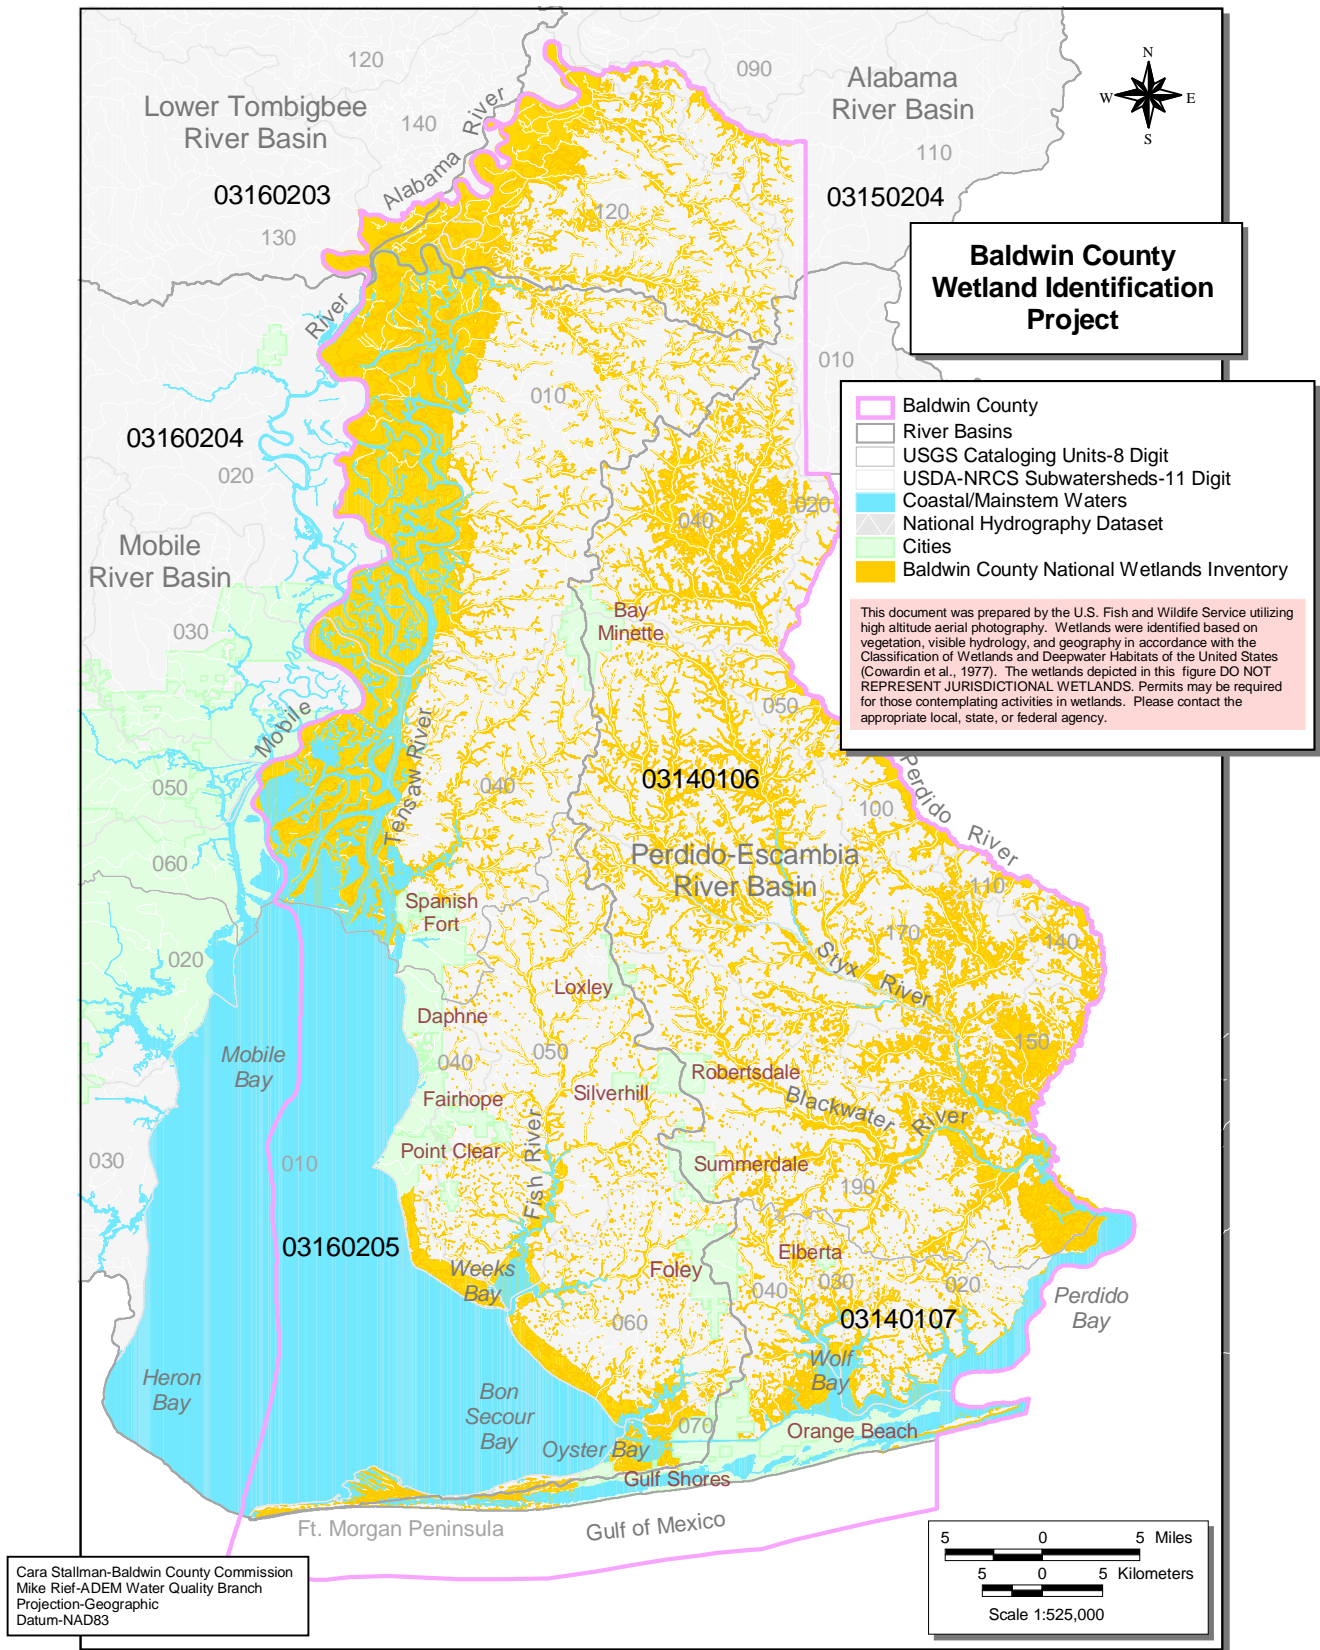 120
090
Lower Tombigbee
River Basin
Alabama
River Basin
N
W
E
S
140
Alabama River
110
03160203
03150204
130
120
Baldwin County
Wetland Identification
Project
River
010
010
03160204
020
Mobile
River Basin
Baldwin County
River Basins
USGS Cataloging Units-8 Digit
USDA-NRCS Subwatersheds-11 Digit
Coastal/Mainstem Waters
National Hydrography Dataset
Cities
Baldwin County National Wetlands Inventory
This document was prepared by the U.S. Fish and Wildife Service utilizing
high altitude aerial photography. Wetlands were identified based on
vegetation, visible hydrology, and geography in accordance with the
Classification of Wetlands and Deepwater Habitats of the United States
(Cowardin et al., 1977). The wetlands depicted in this figure DO NOT
REPRESENT JURISDICTIONAL WETLANDS. Permits may be required
for those contemplating activities in wetlands. Please contact the
appropriate local, state, or federal agency.
020
040
030
Bay
Minette
050
Mobile
Tensaw River
050
040
03140106
Perdido River
100
060
Perdido-Escambia
River Basin
110
Spanish
Fort
170
140
020
Styx River
Loxley
Daphne
150
Mobile
Bay
040
050
Robertsdale
Fairhope
Silverhill
Blackwater River
Point Clear
Fish River
030
010
Summerdale
190
03160205
Elberta
Weeks
Bay
Foley
040
030
020
Perdido
Bay
060
03140107
Wolf
Bay
Heron
Bay
Bon
Secour
Bay
070
Orange Beach
Oyster Bay
Gulf Shores
Ft. Morgan Peninsula
Gulf of Mexico
5 0 5 Miles
5 0 5 Kilometers
Scale 1:525,000
Cara Stallman-Baldwin County Commission
Mike Rief-ADEM Water Quality Branch
Projection-Geographic
Datum-NAD83